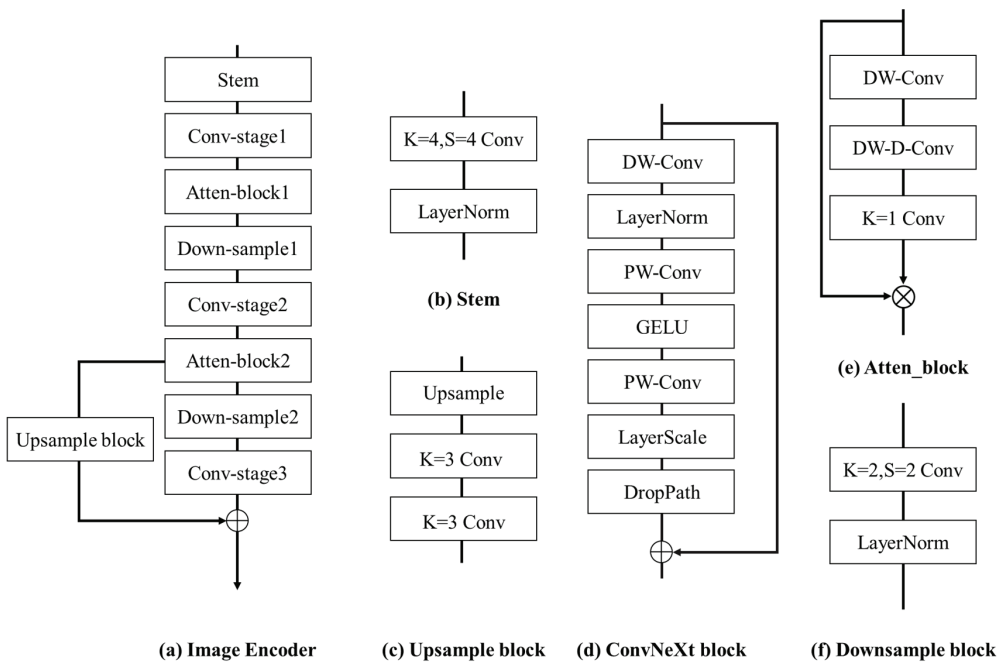 Stem
Conv-stage1
Atten-block1
Down-sample1
Conv-stage2
Atten-block2
Down-sample2
Upsample block
Conv-stage3
(a) Image Encoder
K=4,S=4 Conv
LayerNorm
(b) Stem
Upsample
K=3 Conv
K=3 Conv
(c) Upsample block
DW-Conv
LayerNorm
PW-Conv
GELU
PW-Conv
LayerScale
DropPath
(d) ConvNeXt block
DW-Conv
DW-D-Conv
K=1 Conv
(e) Atten_block
K=2,S=2 Conv
LayerNorm
(f) Downsample block